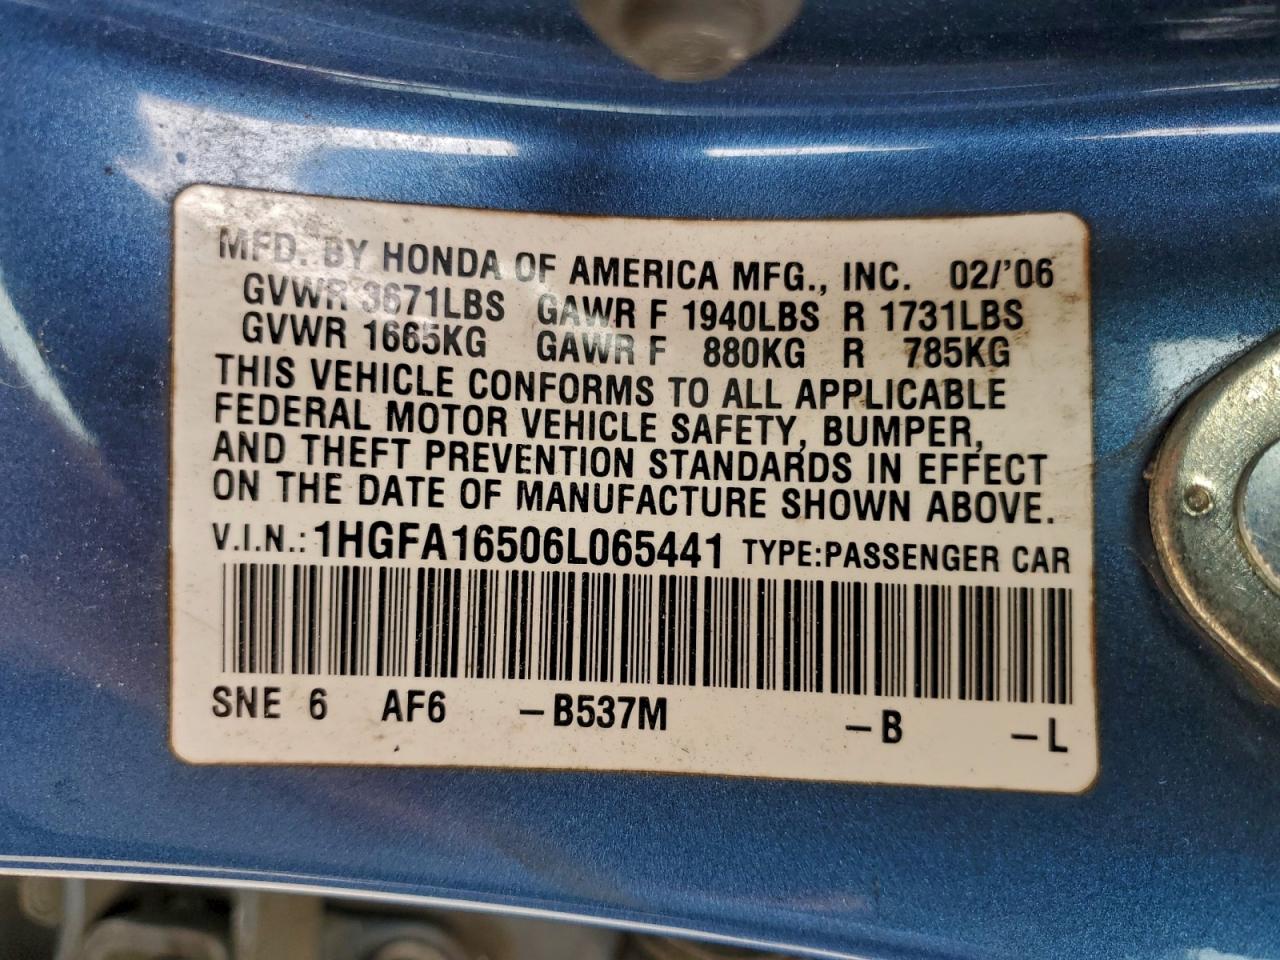 MFD. BY HONDA OF AMERICA MFG., INC. 02/'06
GVWR 3671LBS GAWR F 1940LBS R 1731LBS
GVWR 1665KG GAWR F 880KG R 785KG
THIS VEHICLE CONFORMS TO ALL APPLICABLE
FEDERAL MOTOR VEHICLE SAFETY, BUMPER,
AND THEFT PREVENTION STANDARDS IN EFFECT
ON THE DATE OF MANUFACTURE SHOWN ABOVE.
V.I.N.: 1HGFA16506L065441 TYPE:PASSENGER CAR
SNE 6 AF6 -B537M -B -L